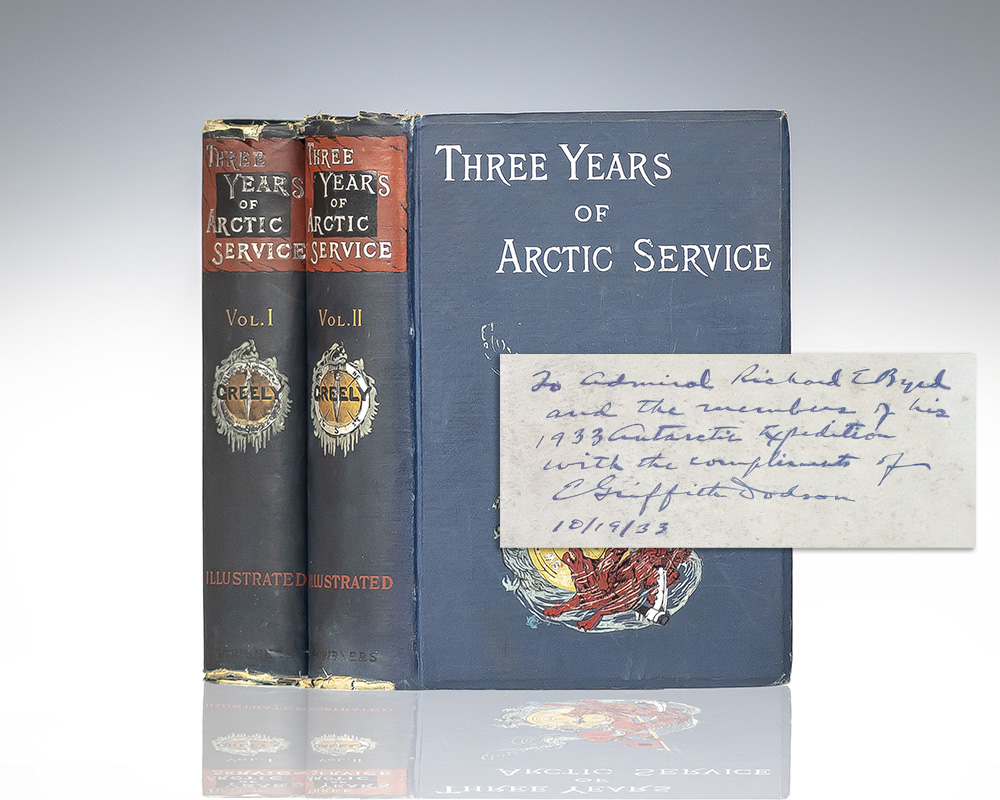 THREE
YEARS
OF
ARCTIC
SERVICE
VOL. I
GREELY
ILLUSTRATED
THREE
YEARS
OF
ARCTIC
SERVICE
VOL. II
GREELY
ILLUSTRATED
THREE YEARS
OF
ARCTIC SERVICE
To Admiral Richard E Byrd
and the members of his
1933 Antarctic Expedition
with the compliments of
E Griffith Dodson
10/19/33